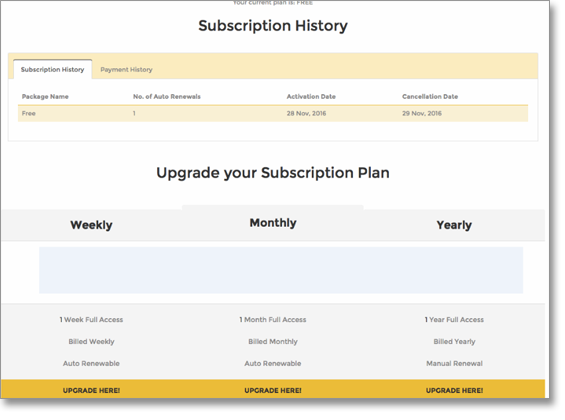 Your current plan is: FREE
Subscription History
Subscription History Payment History
Package Name No. of Auto Renewals Activation Date Cancellation Date
Free 1 29 Nov, 2016 29 Nov, 2016
Upgrade your Subscription Plan
Weekly Monthly Yearly
1 Week Full Access 1 Month Full Access 1 Year Full Access
Billed Weekly Billed Monthly Billed Yearly
Auto Renewable Auto Renewable Manual Renewal
UPGRADE HERE! UPGRADE HERE! UPGRADE HERE!